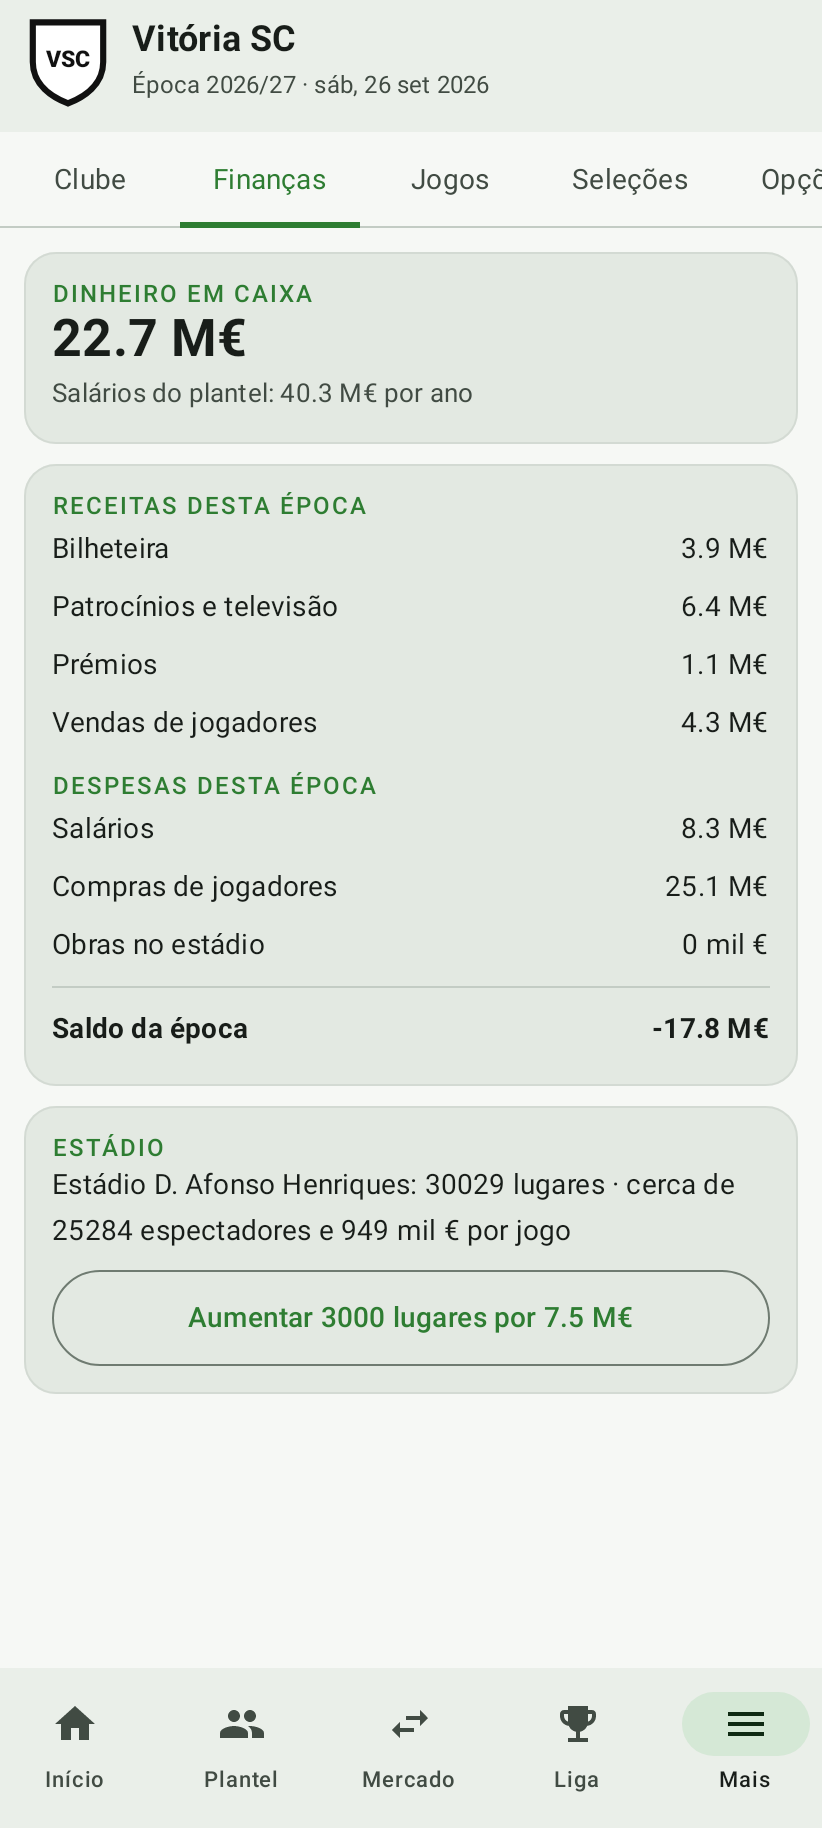 VSC
Vitória SC
Época 2026/27 · sáb, 26 set 2026
Clube Finanças Jogos Seleções Opçõ
DINHEIRO EM CAIXA
22.7 M€
Salários do plantel: 40.3 M€ por ano
RECEITAS DESTA ÉPOCA
Bilheteira 3.9 M€
Patrocínios e televisão 6.4 M€
Prémios 1.1 M€
Vendas de jogadores 4.3 M€
DESPESAS DESTA ÉPOCA
Salários 8.3 M€
Compras de jogadores 25.1 M€
Obras no estádio 0 mil €
Saldo da época -17.8 M€
ESTÁDIO
Estádio D. Afonso Henriques: 30029 lugares · cerca de
25284 espectadores e 949 mil € por jogo
Aumentar 3000 lugares por 7.5 M€
Início Plantel Mercado Liga Mais